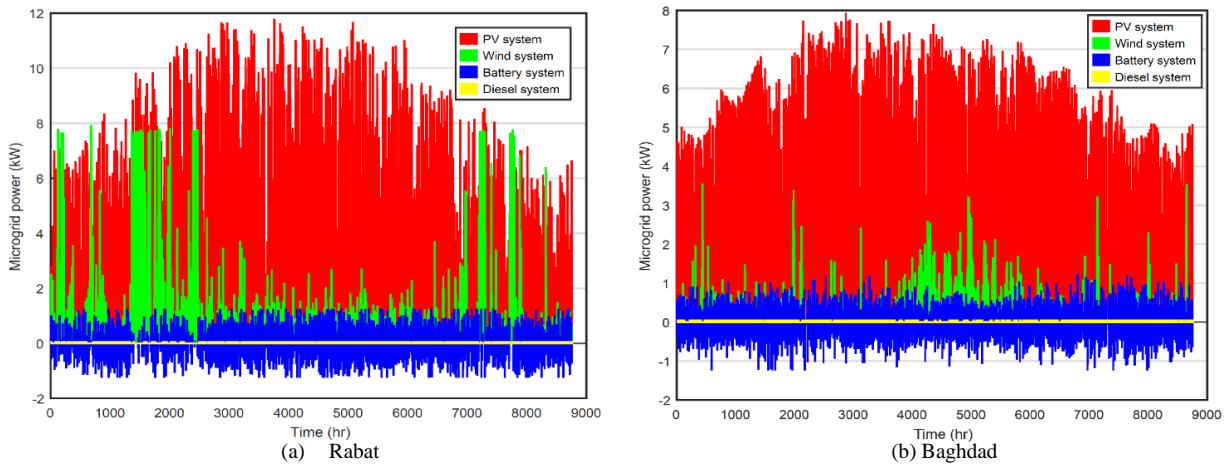 12
10
8
6
4
2
0
-2
Microgrid power (kW)
PV system
Wind system
Battery system
Diesel system
0 1000 2000 3000 4000 5000 6000 7000 8000 9000
Time (hr)
(a) Rabat
8
7
6
5
4
3
2
1
0
-1
-2
Microgrid power (kW)
PV system
Wind system
Battery system
Diesel system
0 1000 2000 3000 4000 5000 6000 7000 8000 9000
Time (hr)
(b) Baghdad